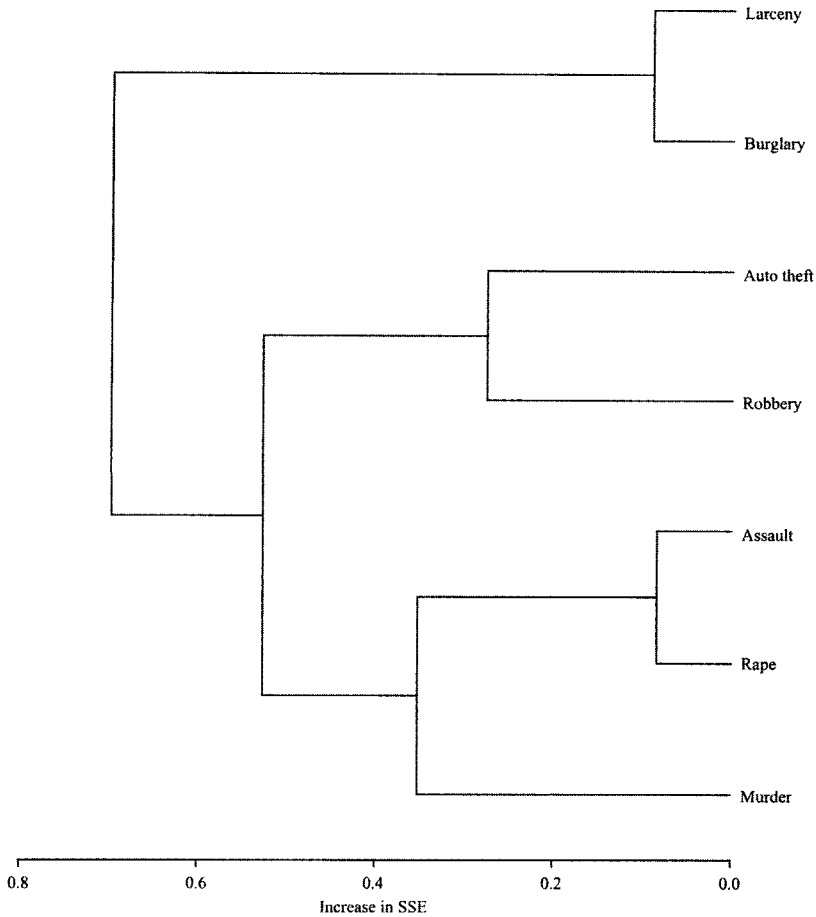 Larceny
Burglary
Auto theft
Robbery
Assault
Rape
Murder
0.8 0.6 0.4 0.2 0.0
Increase in SSE